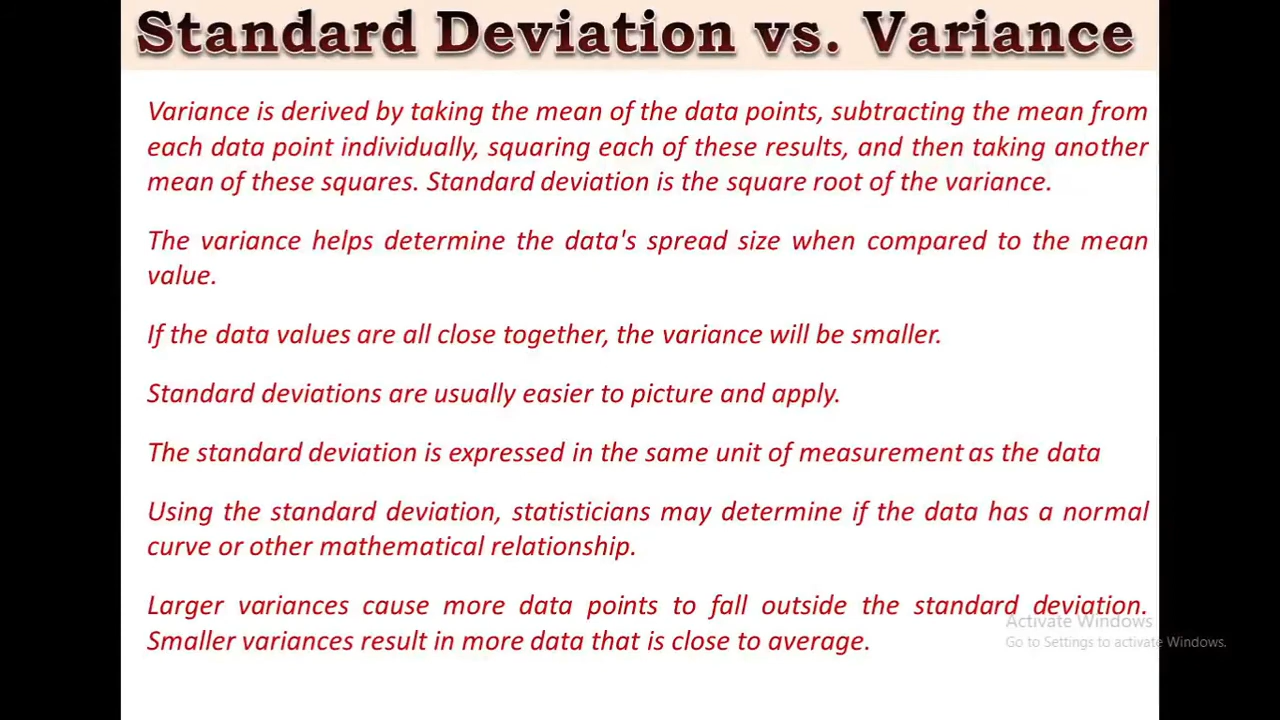 Standard Deviation vs. Variance
Variance is derived by taking the mean of the data points, subtracting the mean from
each data point individually, squaring each of these results, and then taking another
mean of these squares. Standard deviation is the square root of the variance.
The variance helps determine the data's spread size when compared to the mean
value.
If the data values are all close together, the variance will be smaller.
Standard deviations are usually easier to picture and apply.
The standard deviation is expressed in the same unit of measurement as the data
Using the standard deviation, statisticians may determine if the data has a normal
curve or other mathematical relationship.
Larger variances cause more data points to fall outside the standard deviation.
Smaller variances result in more data that is close to average.
Activate Windows
Go to Settings to activate Windows.